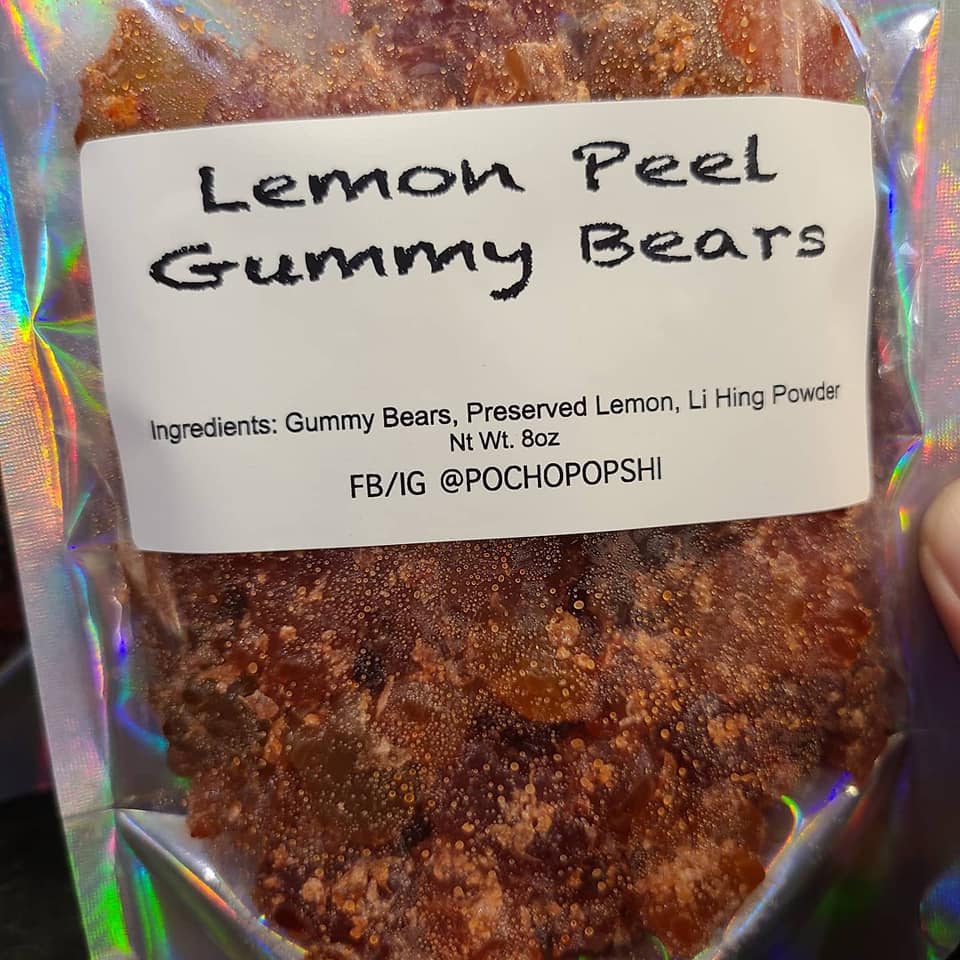 Lemon Peel
Gummy Bears
Ingredients: Gummy Bears, Preserved Lemon, Li Hing Powder
Nt Wt. 8oz
FB/IG @POCHOPOPSHI